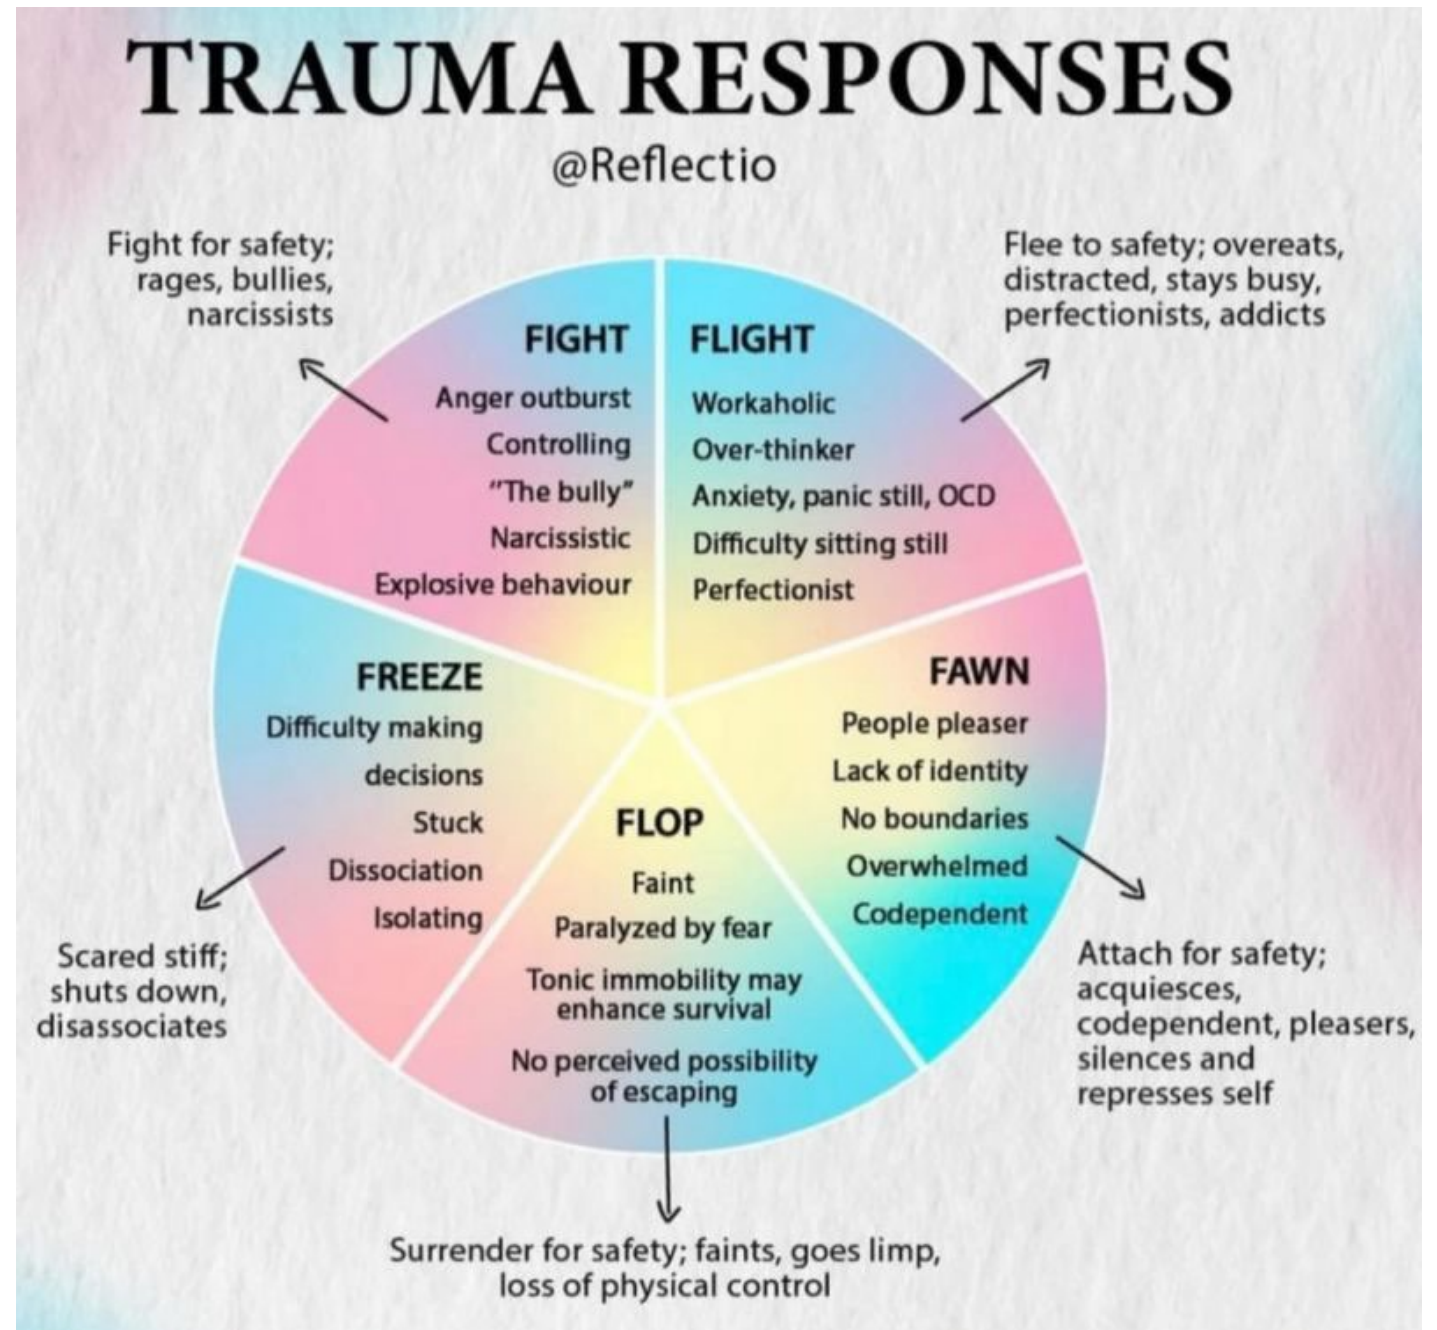 TRAUMA RESPONSES
@Reflectio
Fight for safety;
rages, bullies,
narcissists
Flee to safety; overeats,
distracted, stays busy,
perfectionists, addicts
FIGHT
Anger outburst
Controlling
"The bully"
Narcissistic
Explosive behaviour
FLIGHT
Workaholic
Over-thinker
Anxiety, panic still, OCD
Difficulty sitting still
Perfectionist
FREEZE
Difficulty making
decisions
Stuck
Dissociation
Isolating
FLOP
Faint
Paralyzed by fear
Tonic immobility may
enhance survival
No perceived possibility
of escaping
FAWN
People pleaser
Lack of identity
No boundaries
Overwhelmed
Codependent
Scared stiff;
shuts down,
disassociates
Attach for safety;
acquiesces,
codependent, pleasers,
silences and
represses self
Surrender for safety; faints, goes limp,
loss of physical control